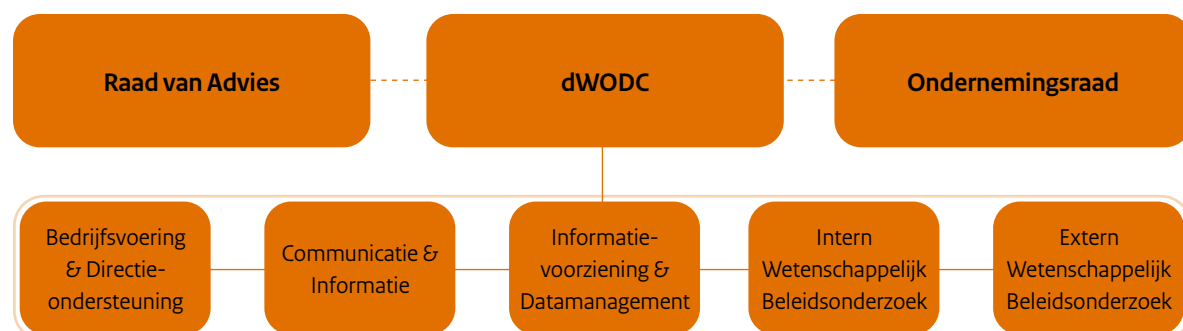 Raad van Advies
dWODC
Ondernemingsraad
Bedrijfsvoering
& Directie-
ondersteuning
Communicatie &
Informatie
Informatie-
voorziening &
Datamanagement
Intern
Wetenschappelijk
Beleidsonderzoek
Extern
Wetenschappelijk
Beleidsonderzoek